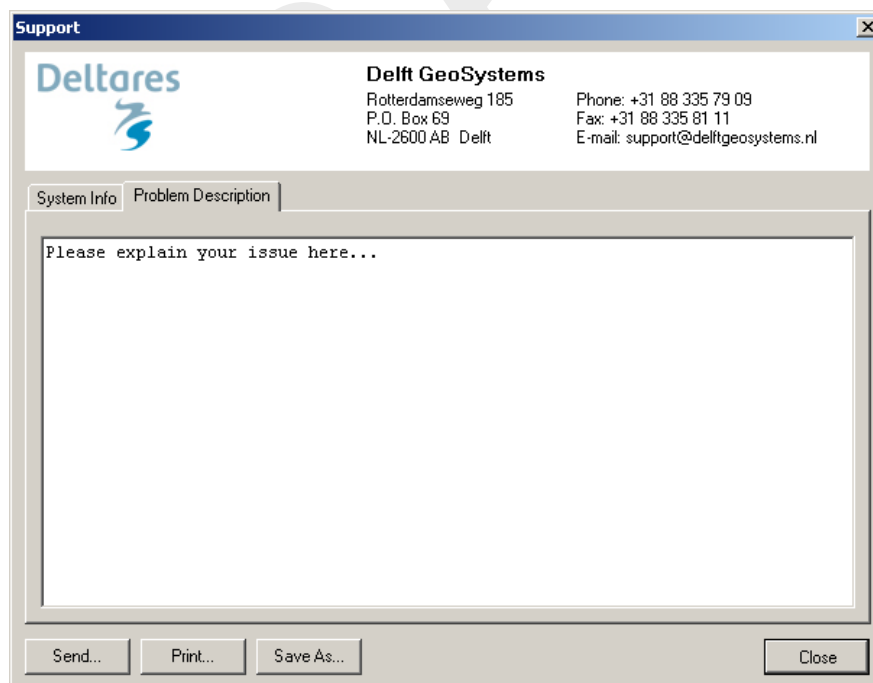 Support
Deltares
Delft GeoSystems
Rotterdamseweg 185
P.O. Box 69
NL-2600 AB Delft
Phone: +31 88 335 79 09
Fax: +31 88 335 81 11
E-mail: support@delftgeosystems.nl
System Info
Problem Description
Please explain your issue here...
Send...
Print...
Save As...
Close